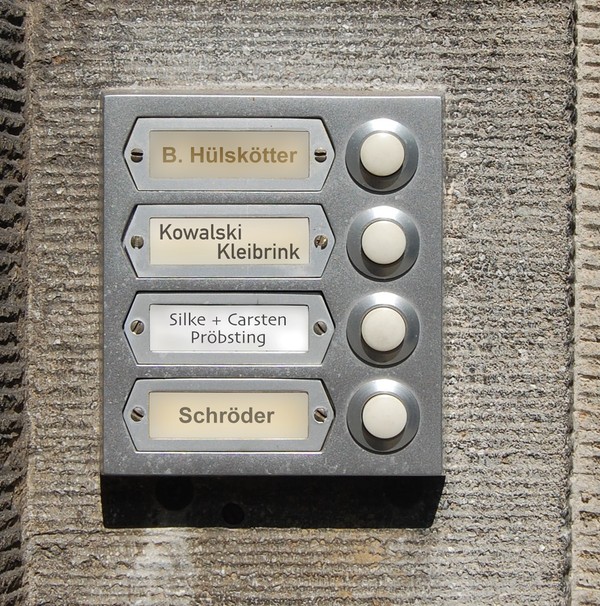 B. Hülskötter
Kowalski
Kleibrink
Silke + Carsten
Pröbsting
Schröder